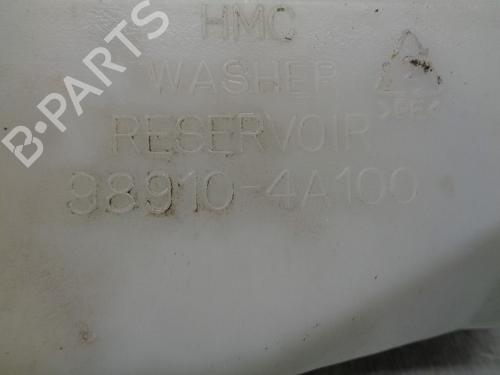 HMC
WASHER
RESERVOIR
>PE<
98910-4A100
B-PARTS